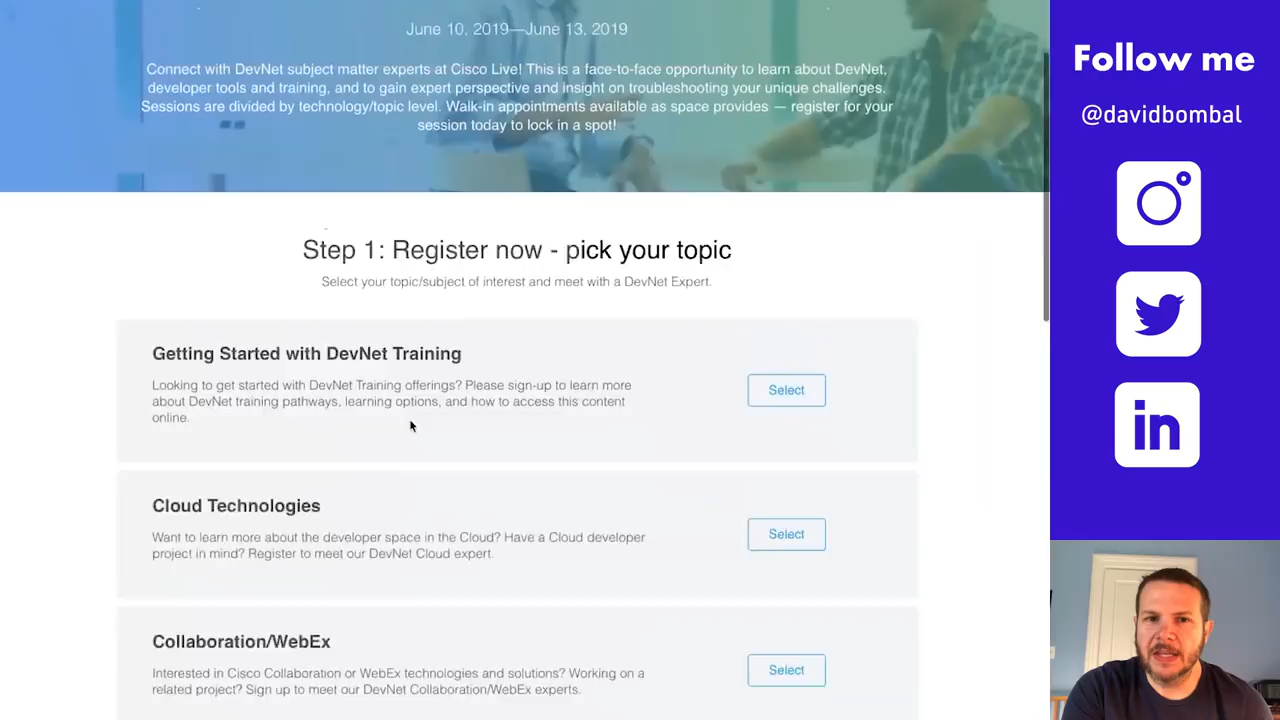 June 10, 2019—June 13, 2019
Connect with DevNet subject matter experts at Cisco Live! This is a face-to-face opportunity to learn about DevNet,
developer tools and training, and to gain expert perspective and insight on troubleshooting your unique challenges.
Sessions are divided by technology/topic level. Walk-in appointments available as space provides — register for your
session today to lock in a spot!
Step 1: Register now - pick your topic
Select your topic/subject of interest and meet with a DevNet Expert.
Getting Started with DevNet Training
Looking to get started with DevNet Training offerings? Please sign-up to learn more
about DevNet training pathways, learning options, and how to access this content
online.
Select
Cloud Technologies
Want to learn more about the developer space in the Cloud? Have a Cloud developer
project in mind? Register to meet our DevNet Cloud expert.
Select
Collaboration/WebEx
Interested in Cisco Collaboration or WebEx technologies and solutions? Working on a
related project? Sign up to meet our DevNet Collaboration/WebEx experts.
Select
Follow me
@davidbombal
in